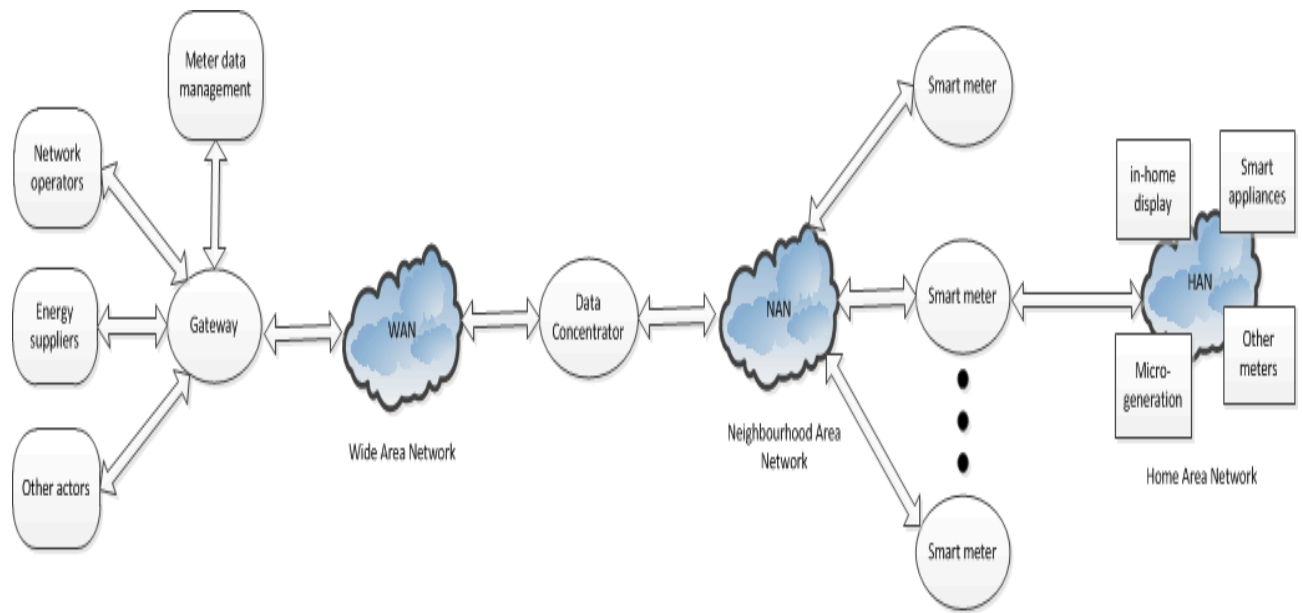 Meter data
management
Network
operators
Energy
suppliers
Other actors
Gateway
WAN
Wide Area Network
Data
Concentrator
NAN
Neighbourhood Area
Network
Smart meter
Smart meter
Smart meter
in-home
display
Smart
appliances
HAN
Micro-
generation
Other
meters
Home Area Network